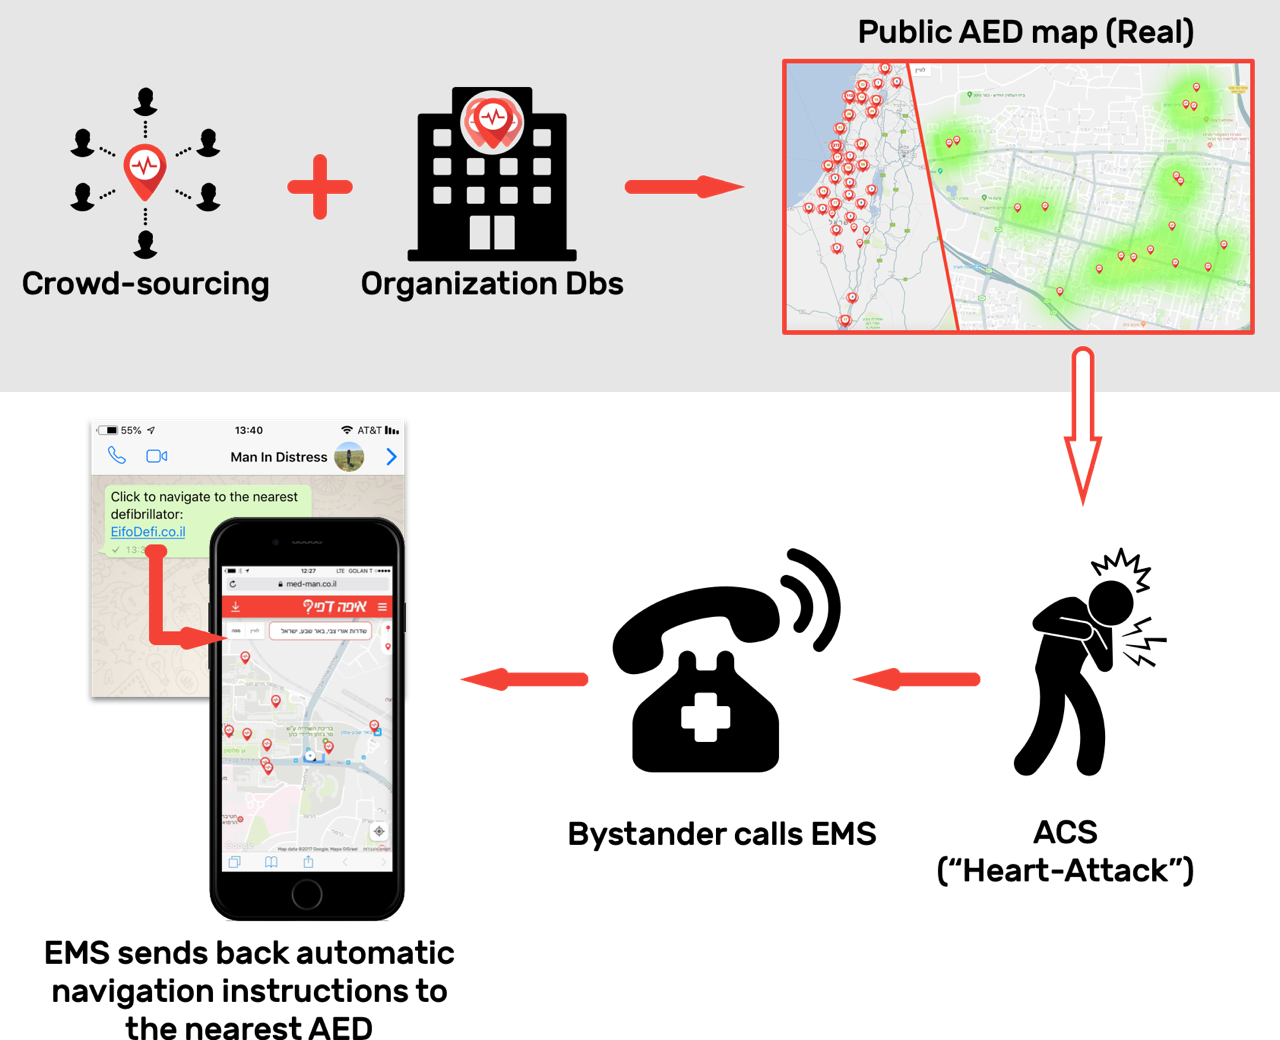 Public AED map (Real)
Crowd-sourcing
Organization Dbs
55%
13:40
AT&T
Man In Distress
Click to navigate to the nearest
defibrillator:
EifoDefi.co.il
12:27
LTE GOLAN T
med-man.co.il
איפה דפי?
שדרות אורי צבי, באר שבע, ישראל
מפה
לוויין
Map data ©2017 Google, Mapa GISrael
Bystander calls EMS
ACS
(“Heart-Attack”)
EMS sends back automatic
navigation instructions to
the nearest AED